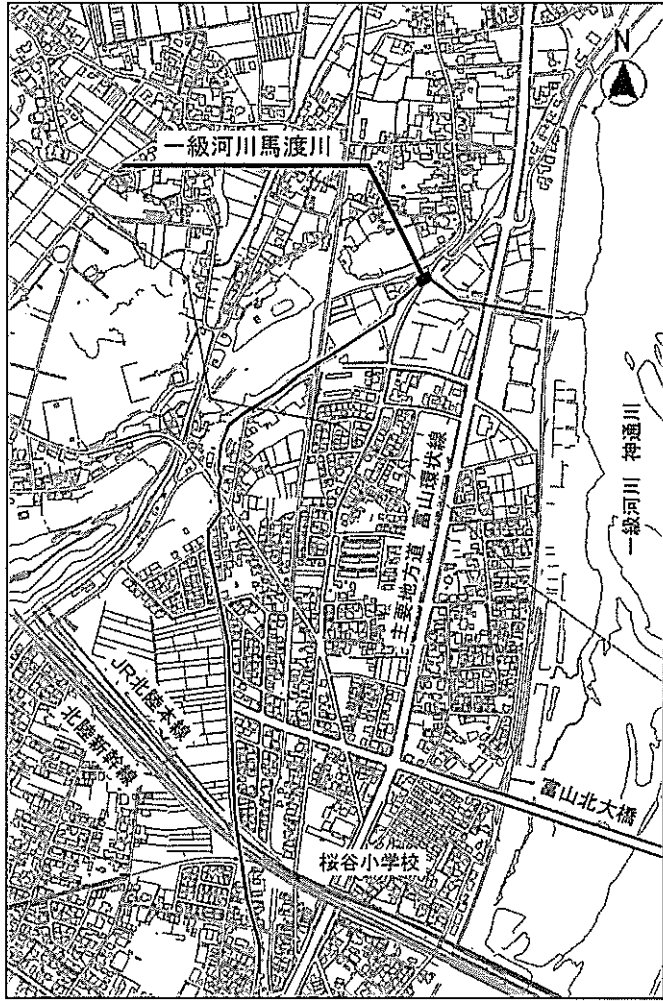 N
一級河川馬渡川
主要地方道 富山環状線
一級河川 神通川
JR北陸本線
北陸新幹線
富山北大橋
桜谷小学校